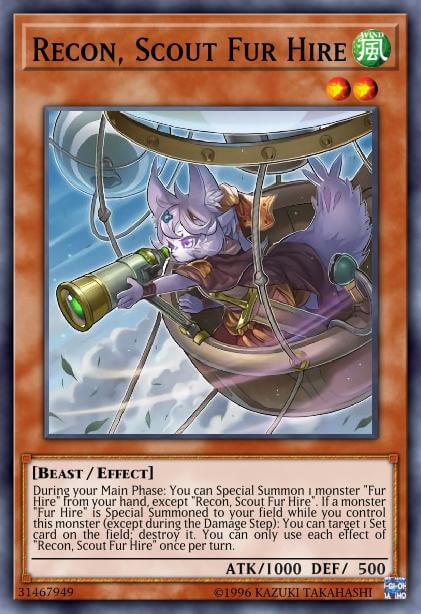 RECON, SCOUT FUR HIRE
WIND
風
[BEAST / EFFECT]
During your Main Phase: You can Special Summon 1 monster "Fur
Hire" from your hand, except "Recon, Scout Fur Hire". If a monster
"Fur Hire" is Special Summoned to your field while you control
this monster (except during the Damage Step): You can target 1 Set
card on the field; destroy it. You can only use each effect of
"Recon, Scout Fur Hire" once per turn.
ATK/1000 DEF/ 500
31467949
©1996 KAZUKI TAKAHASHI